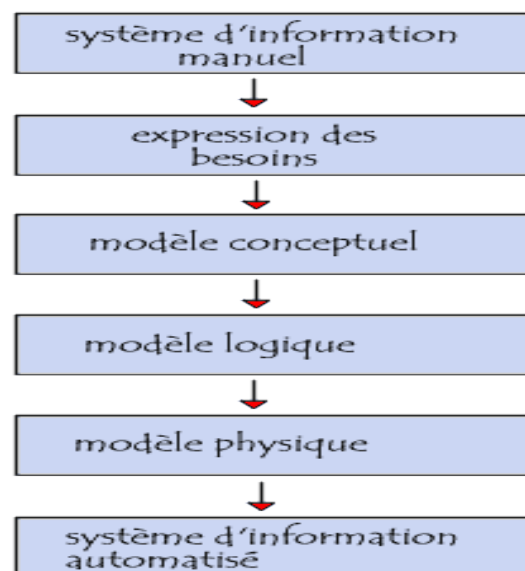 système d'information
manuel
expression des
besoins
modèle conceptuel
modèle logique
modèle physique
système d'information
automatisé